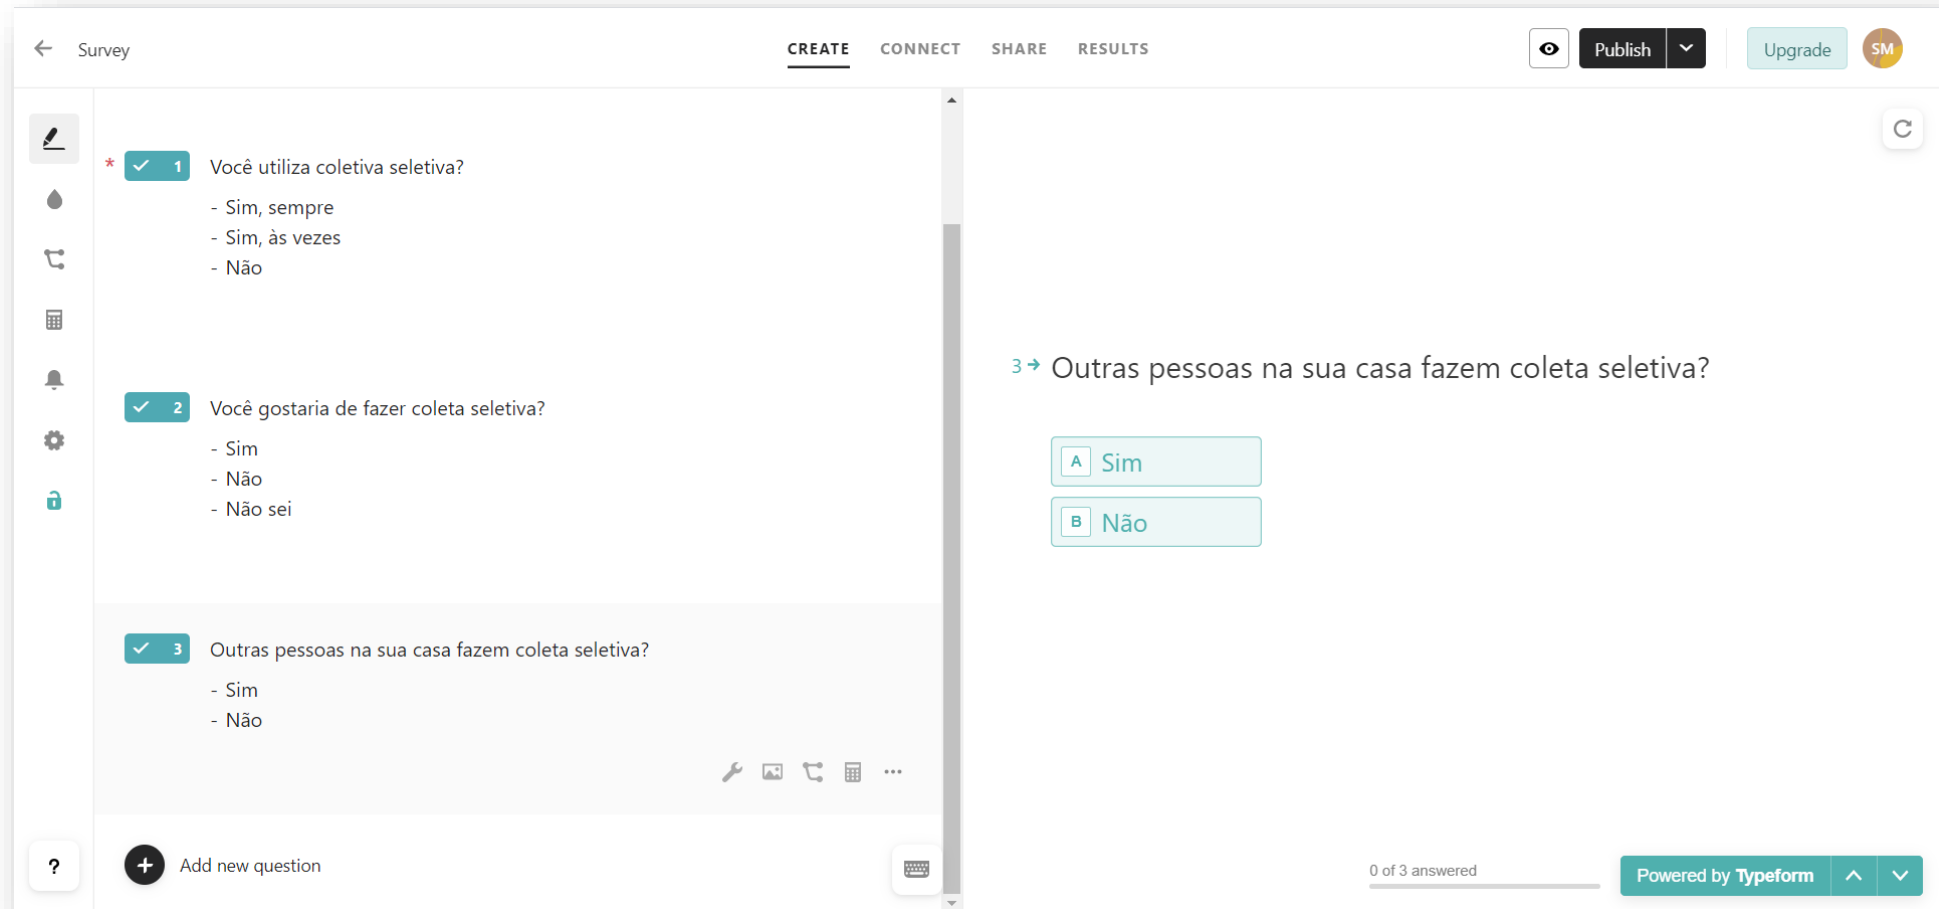 Survey
CREATE
CONNECT
SHARE
RESULTS
Publish
Upgrade
SM
* 1 Você utiliza coletiva seletiva?
- Sim, sempre
- Sim, às vezes
- Não
2 Você gostaria de fazer coleta seletiva?
- Sim
- Não
- Não sei
3 Outras pessoas na sua casa fazem coleta seletiva?
- Sim
- Não
? Add new question
3 Outras pessoas na sua casa fazem coleta seletiva?
A Sim
B Não
0 of 3 answered
Powered by Typeform